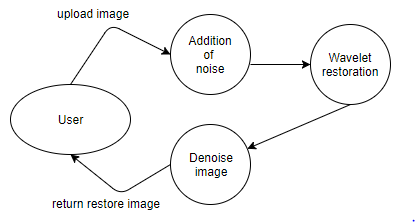 upload image
Addition
of
noise
Wavelet
restoration
User
Denoise
image
return restore image